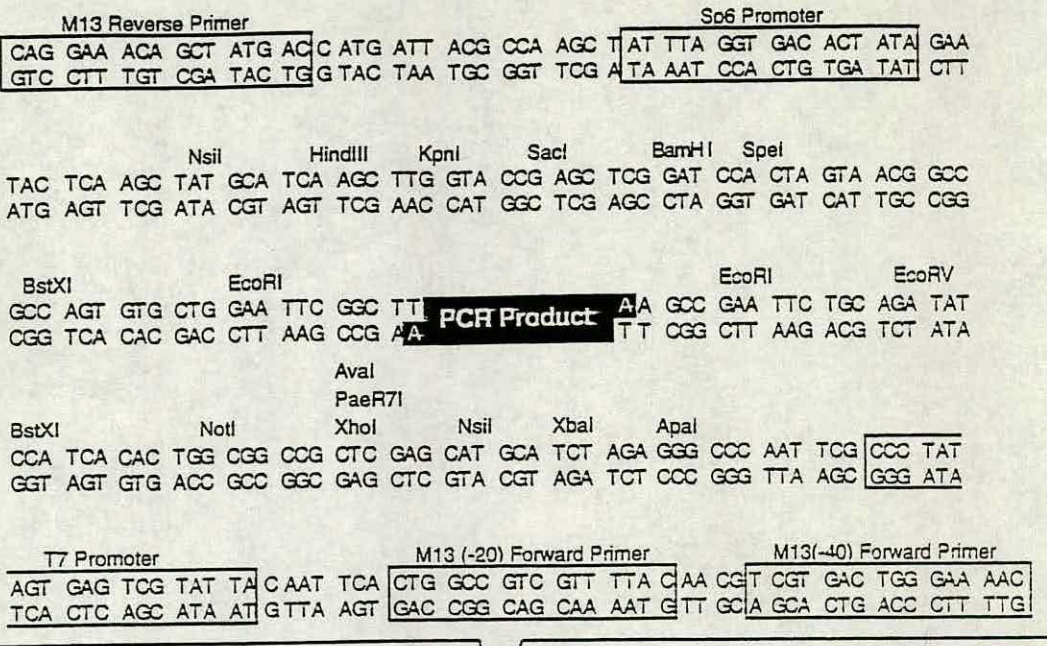 M13 Reverse Primer Sp6 Promoter
CAG GAA ACA GCT ATG AC C ATG ATT ACG CCA AGC T AT TTA GGT GAC ACT ATA GAA
GTC CTT TGT CGA TAC TG G TAC TAA TGC GGT TCG A TA AAT CCA CTG TGA TAT CTT
NsiI HindIII KpnI SacI BamH I SpeI
TAC TCA AGC TAT GCA TCA AGC TTG GTA CCG AGC TCG GAT CCA CTA GTA ACG GCC
ATG AGT TCG ATA CGT AGT TCG AAC CAT GGC TCG AGC CTA GGT GAT CAT TGC CGG
BstXI EcoRI EcoRI EcoRV
GCC AGT GTG CTG GAA TTC GGC TT PCR Product A A GCC GAA TTC TGC AGA TAT
CGG TCA CAC GAC CTT AAG CCG A A T T CGG CTT AAG ACG TCT ATA
AvaI
PaeR7I
BstXI NotI XhoI NsiI XbaI ApaI
CCA TCA CAC TGG CGG CCG CTC GAG CAT GCA TCT AGA GGG CCC AAT TCG CCC TAT
GGT AGT GTG ACC GCC GGC GAG CTC GTA CGT AGA TCT CCC GGG TTA AGC GGG ATA
T7 Promoter M13 (-20) Forward Primer M13(-40) Forward Primer
AGT GAG TCG TAT TA C AAT TCA CTG GCC GTC GTT TTA C AA CG T CGT GAC TGG GAA AAC
TCA CTC AGC ATA AT G TTA AGT GAC CGG CAG CAA AAT G TT GC A GCA CTG ACC CTT TTG